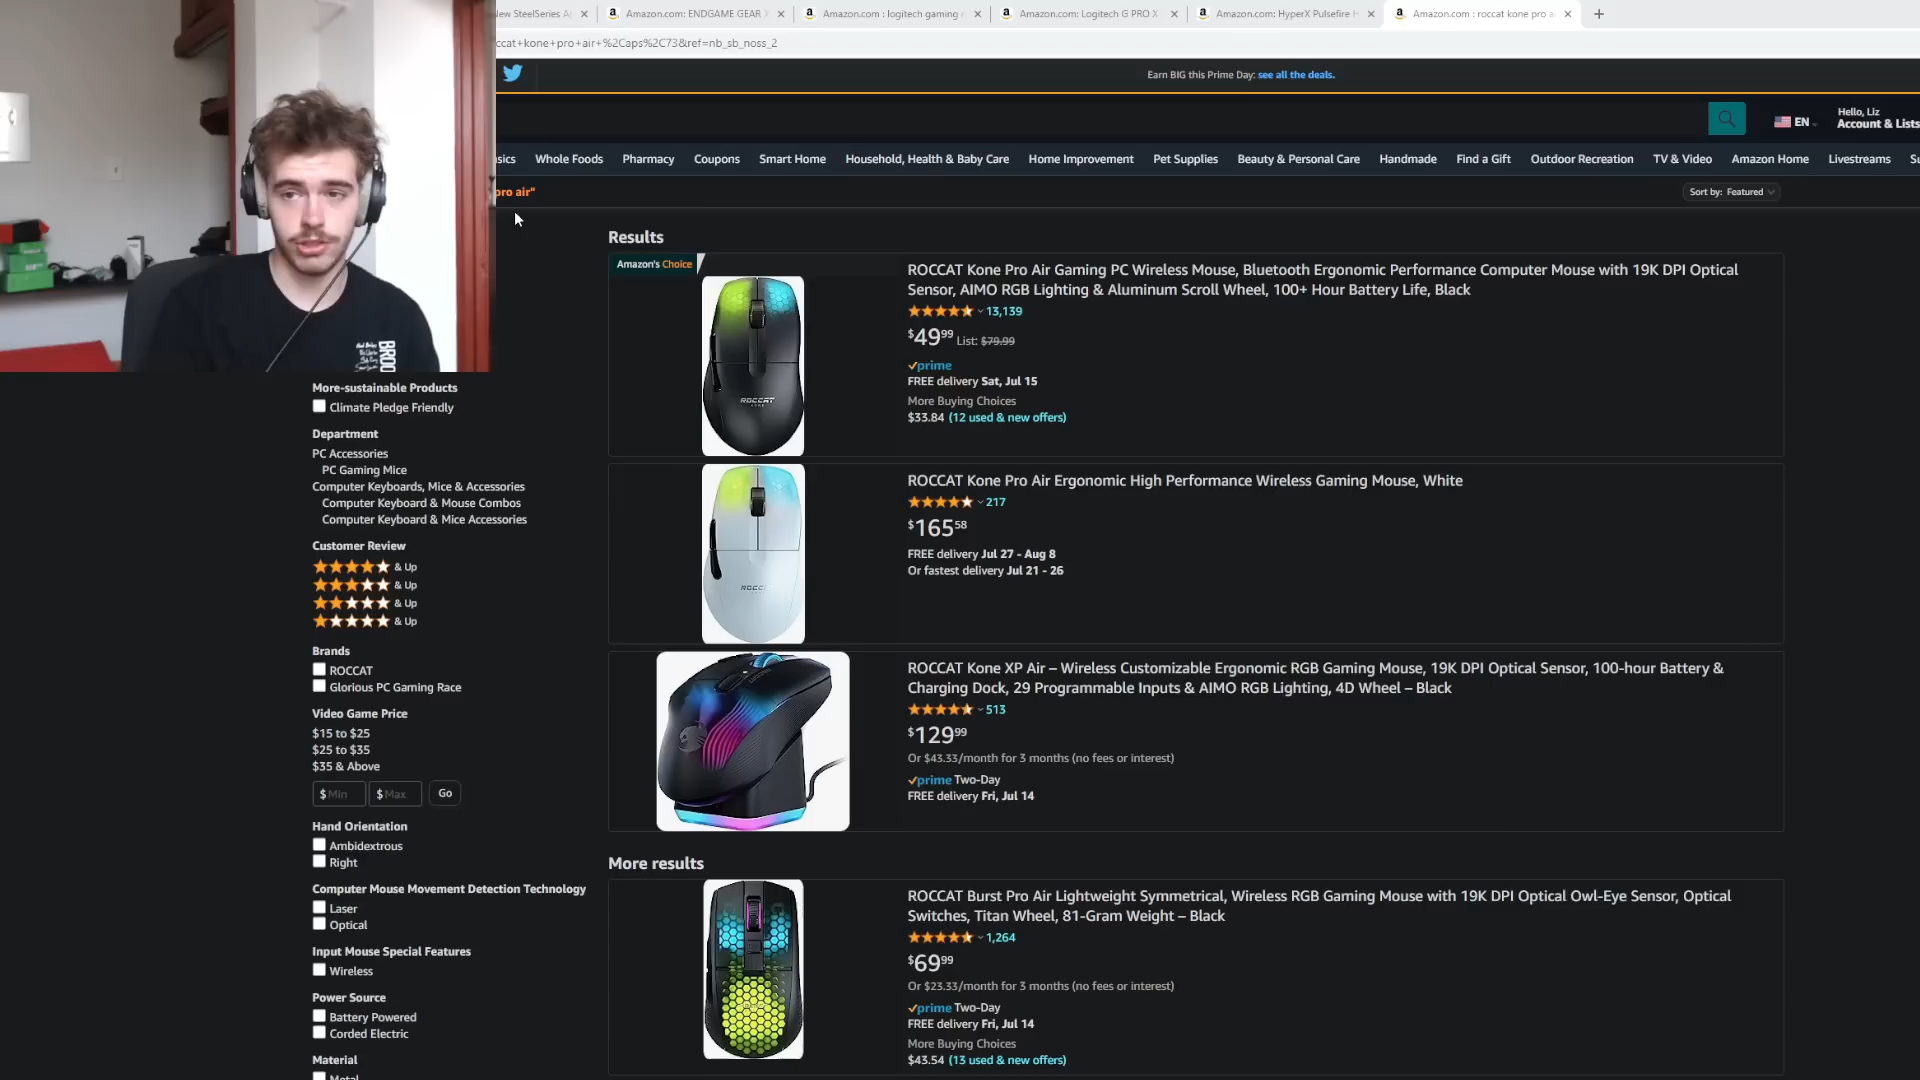 New SteelSeries A
Amazon.com: ENDGAME GEAR
Amazon.com : logitech gaming
Amazon.com: Logitech G PRO X
Amazon.com: HyperX Pulsefire H
Amazon.com : roccat kone pro a
ccat+kone+pro+air+%2Caps%2C73&ref=nb_sb_noss_2
Earn BIG this Prime Day: see all the deals.
EN
Hello, Liz
Account & Lists
sics Whole Foods Pharmacy Coupons Smart Home Household, Health & Baby Care Home Improvement Pet Supplies Beauty & Personal Care Handmade Find a Gift Outdoor Recreation TV & Video Amazon Home Livestreams Su
pro air"
Sort by: Featured
BROC
More-sustainable Products
Climate Pledge Friendly
Department
PC Accessories
PC Gaming Mice
Computer Keyboards, Mice & Accessories
Computer Keyboard & Mouse Combos
Computer Keyboard & Mice Accessories
Customer Review
& Up
& Up
& Up
& Up
Brands
ROCCAT
Glorious PC Gaming Race
Video Game Price
$15 to $25
$25 to $35
$35 & Above
$ Min $ Max Go
Hand Orientation
Ambidextrous
Right
Computer Mouse Movement Detection Technology
Laser
Optical
Input Mouse Special Features
Wireless
Power Source
Battery Powered
Corded Electric
Material
Metal
Results
Amazon's Choice
ROCCAT
ROCCAT Kone Pro Air Gaming PC Wireless Mouse, Bluetooth Ergonomic Performance Computer Mouse with 19K DPI Optical
Sensor, AIMO RGB Lighting & Aluminum Scroll Wheel, 100+ Hour Battery Life, Black
13,139
$49.99 List: $79.99
prime
FREE delivery Sat, Jul 15
More Buying Choices
$33.84 (12 used & new offers)
ROCCAT
ROCCAT Kone Pro Air Ergonomic High Performance Wireless Gaming Mouse, White
217
$165.58
FREE delivery Jul 27 - Aug 8
Or fastest delivery Jul 21 - 26
ROCCAT Kone XP Air – Wireless Customizable Ergonomic RGB Gaming Mouse, 19K DPI Optical Sensor, 100-hour Battery &
Charging Dock, 29 Programmable Inputs & AIMO RGB Lighting, 4D Wheel – Black
513
$129.99
Or $43.33/month for 3 months (no fees or interest)
prime Two-Day
FREE delivery Fri, Jul 14
More results
ROCCAT Burst Pro Air Lightweight Symmetrical, Wireless RGB Gaming Mouse with 19K DPI Optical Owl-Eye Sensor, Optical
Switches, Titan Wheel, 81-Gram Weight – Black
1,264
$69.99
Or $23.33/month for 3 months (no fees or interest)
prime Two-Day
FREE delivery Fri, Jul 14
More Buying Choices
$43.54 (13 used & new offers)